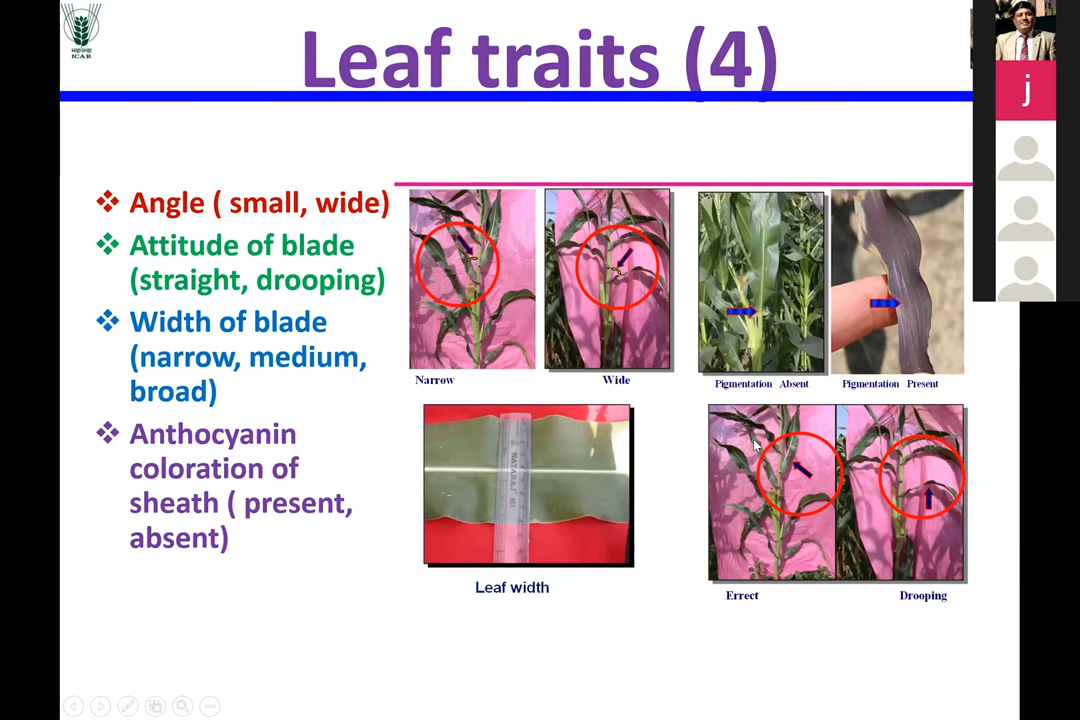 Leaf traits (4)
ICAR
j
Angle ( small, wide)
Attitude of blade
(straight, drooping)
Width of blade
(narrow, medium,
broad)
Anthocyanin
coloration of
sheath ( present,
absent)
Narrow
Wide
Pigmentation Absent
Pigmentation Present
NATARAJ
Leaf width
Errect
Drooping